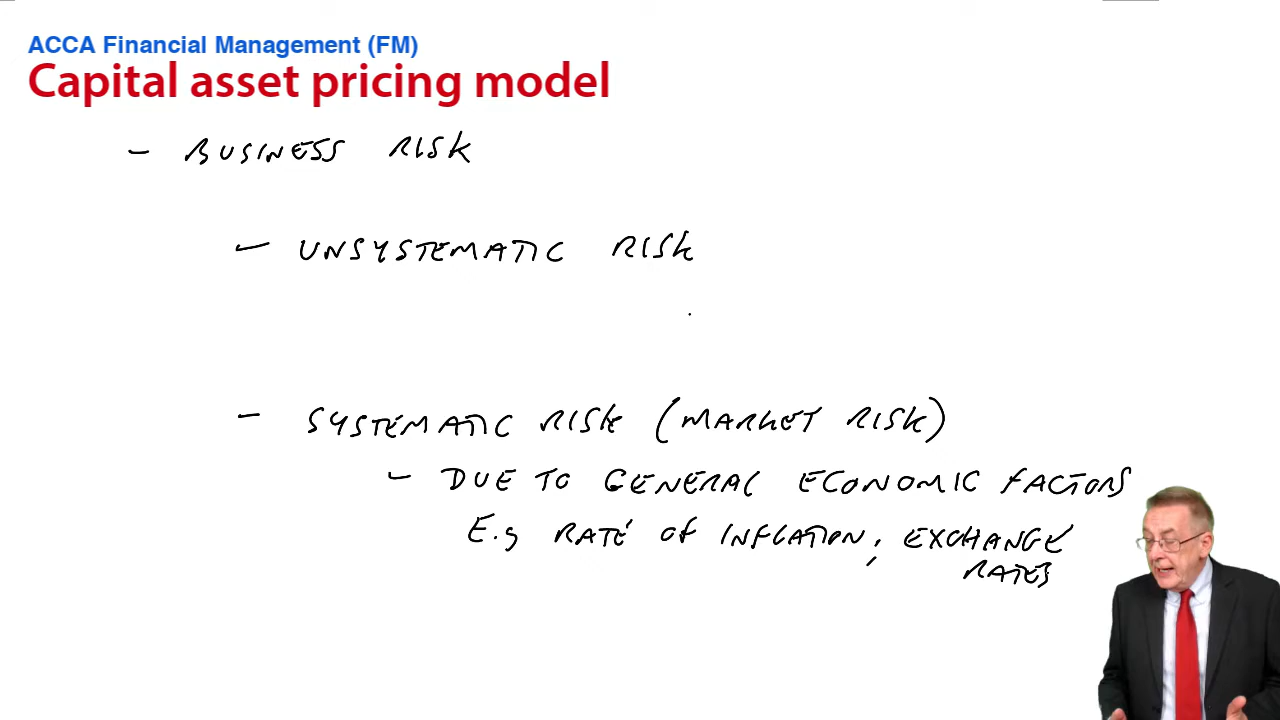 ACCA Financial Management (FM)
Capital asset pricing model
- BUSINESS RISK
- UNSYSTEMATIC RISK
- SYSTEMATIC RISK (MARKET RISK)
- DUE TO GENERAL ECONOMIC FACTORS
E.g RATE OF INFLATION, EXCHANGE
RATES